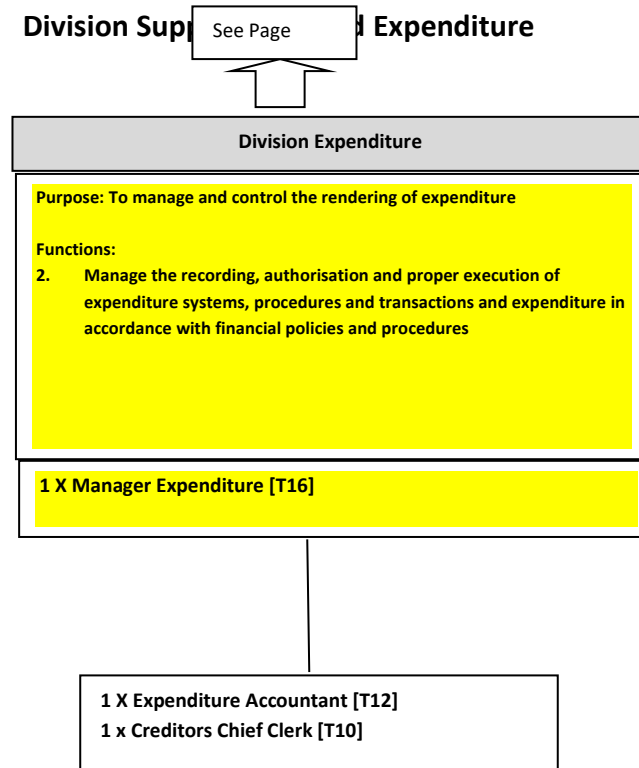 Division Supp d Expenditure
See Page
Division Expenditure
Purpose: To manage and control the rendering of expenditure
Functions:
2. Manage the recording, authorisation and proper execution of
expenditure systems, procedures and transactions and expenditure in
accordance with financial policies and procedures
1 X Manager Expenditure [T16]
1 X Expenditure Accountant [T12]
1 x Creditors Chief Clerk [T10]